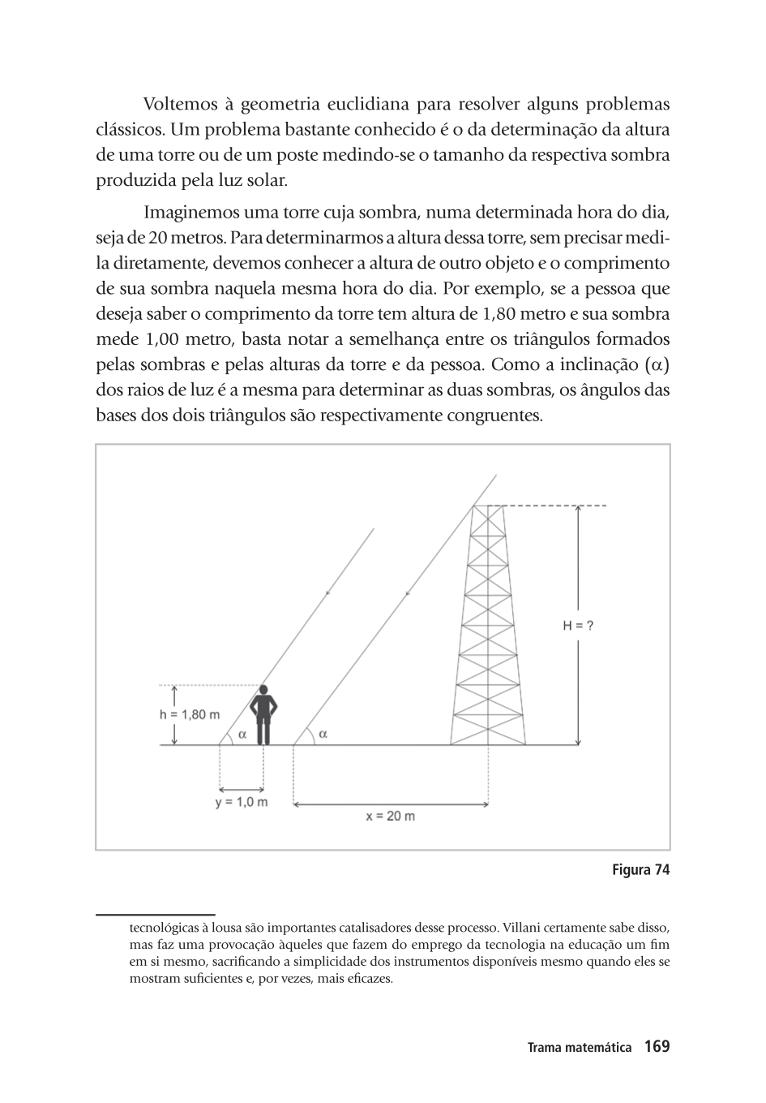 Voltemos à geometria euclidiana para resolver alguns problemas
clássicos. Um problema bastante conhecido é o da determinação da altura
de uma torre ou de um poste medindo-se o tamanho da respectiva sombra
produzida pela luz solar.
Imaginemos uma torre cuja sombra, numa determinada hora do dia,
seja de 20 metros. Para determinarmos a altura dessa torre, sem precisar medi-
la diretamente, devemos conhecer a altura de outro objeto e o comprimento
de sua sombra naquela mesma hora do dia. Por exemplo, se a pessoa que
deseja saber o comprimento da torre tem altura de 1,80 metro e sua sombra
mede 1,00 metro, basta notar a semelhança entre os triângulos formados
pelas sombras e pelas alturas da torre e da pessoa. Como a inclinação (α)
dos raios de luz é a mesma para determinar as duas sombras, os ângulos das
bases dos dois triângulos são respectivamente congruentes.
H = ?
h = 1,80 m
α
α
y = 1,0 m
x = 20 m
Figura 74
tecnológicas à lousa são importantes catalisadores desse processo. Villani certamente sabe disso,
mas faz uma provocação àqueles que fazem do emprego da tecnologia na educação um fim
em si mesmo, sacrificando a simplicidade dos instrumentos disponíveis mesmo quando eles se
mostram suficientes e, por vezes, mais eficazes.
Trama matemática 169